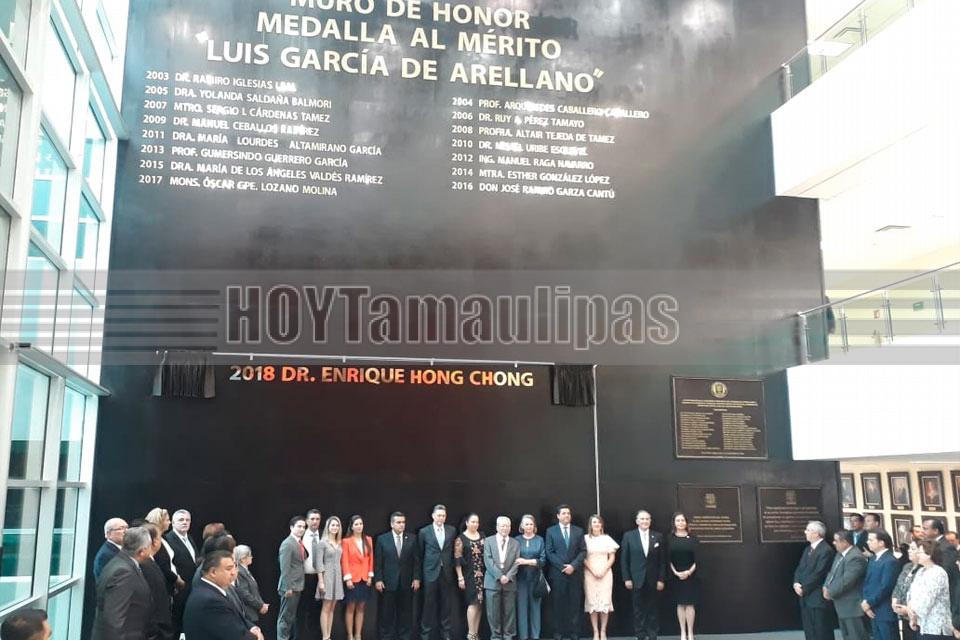 "MURO DE HONOR
MEDALLA AL MÉRITO
LUIS GARCÍA DE ARELLANO"
2003 DR. RAMIRO IGLESIAS LEAL
2005 DRA. YOLANDA SALDAÑA BALMORI
2007 MTRO. SERGIO I. CÁRDENAS TAMEZ
2009 DR. MANUEL CEBALLOS RAMÍREZ
2011 DRA. MARÍA LOURDES ALTAMIRANO GARCÍA
2013 PROF. GUMERSINDO GUERRERO GARCÍA
2015 DRA. MARÍA DE LOS ÁNGELES VALDÉS RAMÍREZ
2017 MONS. ÓSCAR GPE. LOZANO MOLINA
2004 PROF. CABALLERO CABALLERO
2006 DR. RUY A. PÉREZ TAMAYO
2008 PROFRA. ALTAIR TEJEDA DE TAMEZ
2010 DR. URIBE
2012 ING. MANUEL RAGA NAVARRO
2014 MTRA. ESTHER GONZÁLEZ LÓPEZ
2016 DON JOSÉ RAMIRO GARZA CANTÚ
HOYTamaulipas
2018 DR. ENRIQUE HONG CHONG